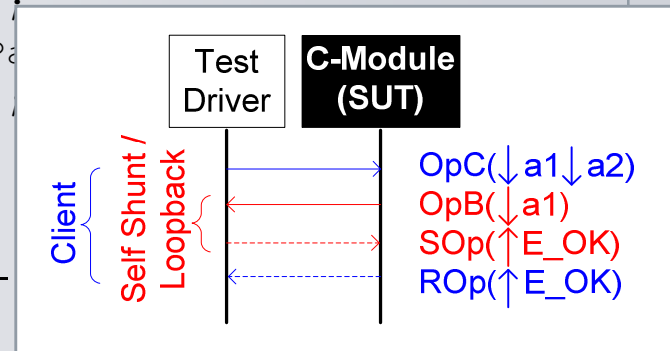 Test
Driver
C-Module
(SUT)
Client
Self Shunt /
Loopback
OpC(↓a1↓a2)
OpB(↓a1)
SOp(↑E_OK)
ROp(↑E_OK)